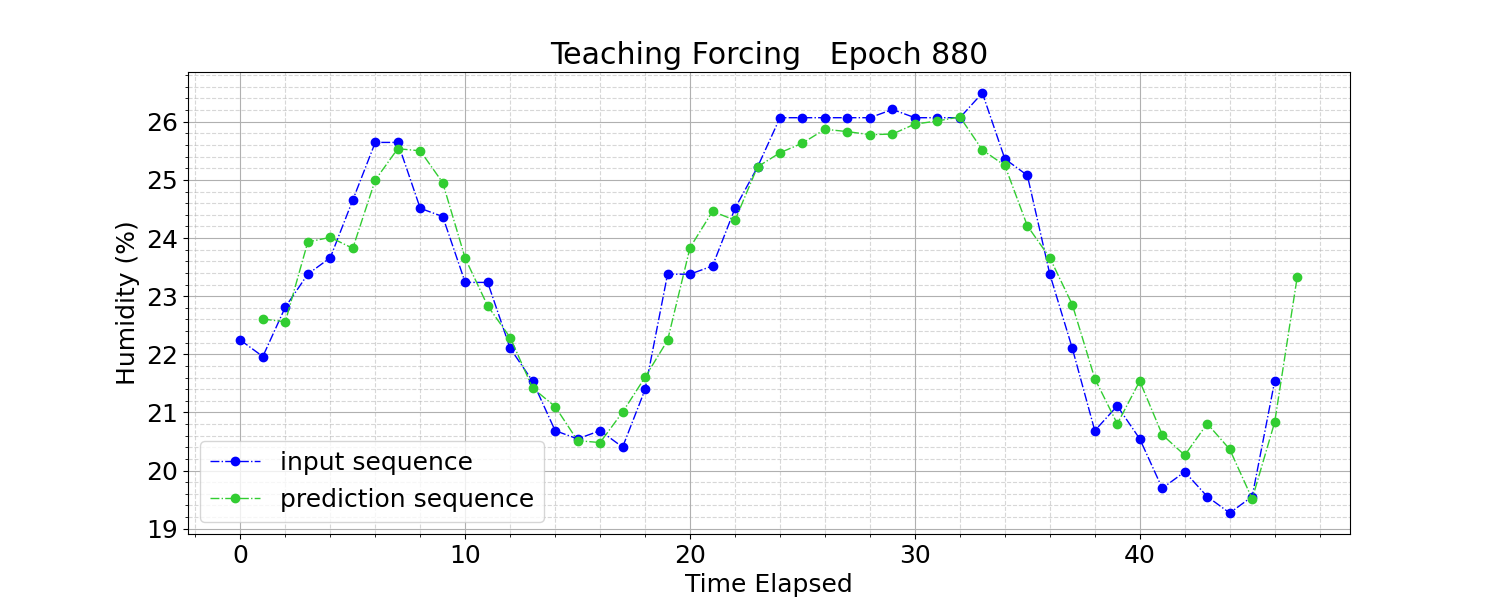 Teaching Forcing   Epoch 880
Humidity (%)
26
25
24
23
22
21
20
19
input sequence
prediction sequence
0 10 20 30 40
Time Elapsed